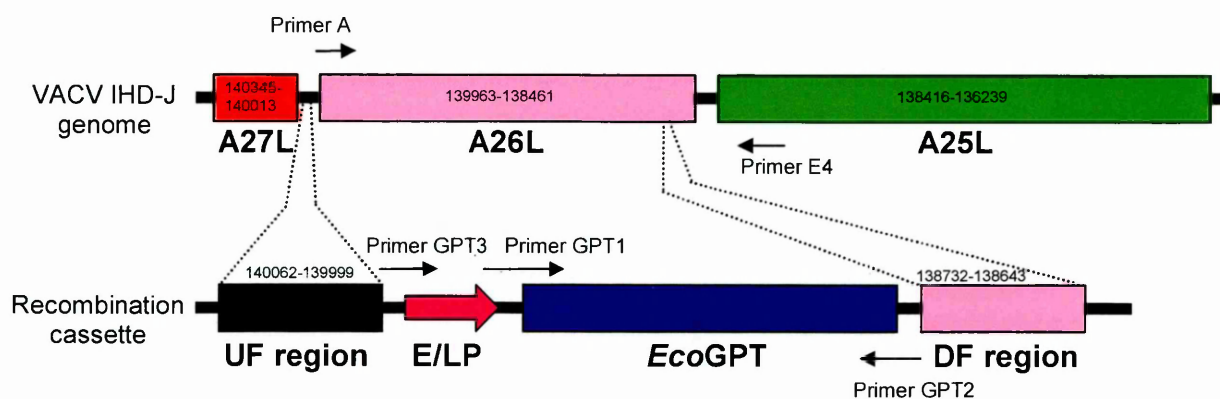 Primer A
VACV IHD-J
genome
140345-
140013
139963-138461
138416-136239
A27L
A26L
A25L
Primer E4
Primer GPT3
Primer GPT1
140062-139999
138732-138643
Recombination
cassette
UF region
E/LP
EcoGPT
DF region
Primer GPT2